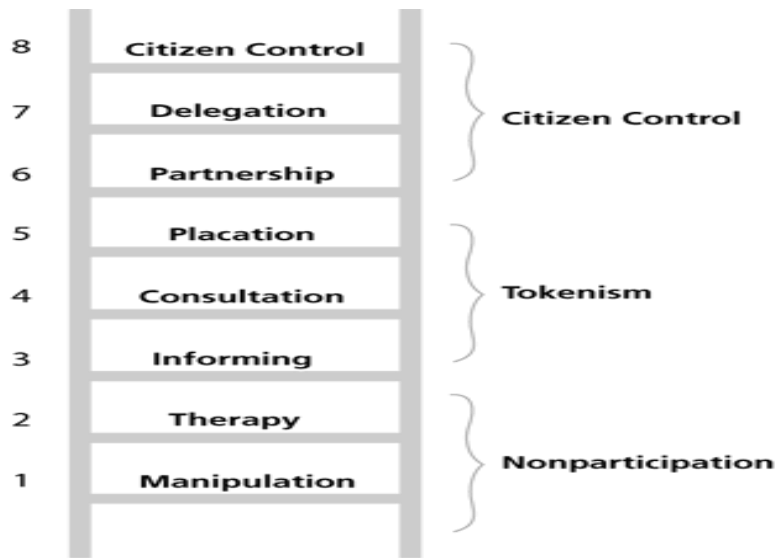 8 Citizen Control
7 Delegation
Citizen Control
6 Partnership
5 Placation
4 Consultation
Tokenism
3 Informing
2 Therapy
Nonparticipation
1 Manipulation